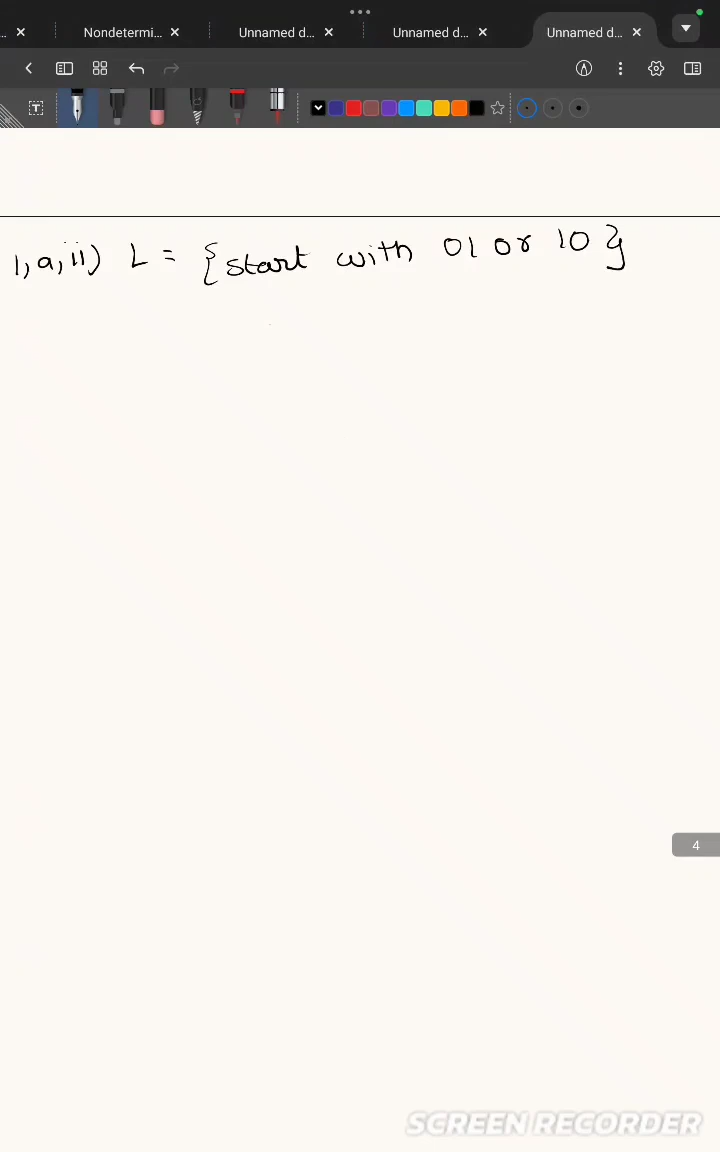 Nondetermi... Unnamed d... Unnamed d... Unnamed d...
1,a,ii) L = {start with 01 or 10}
4
SCREEN RECORDER